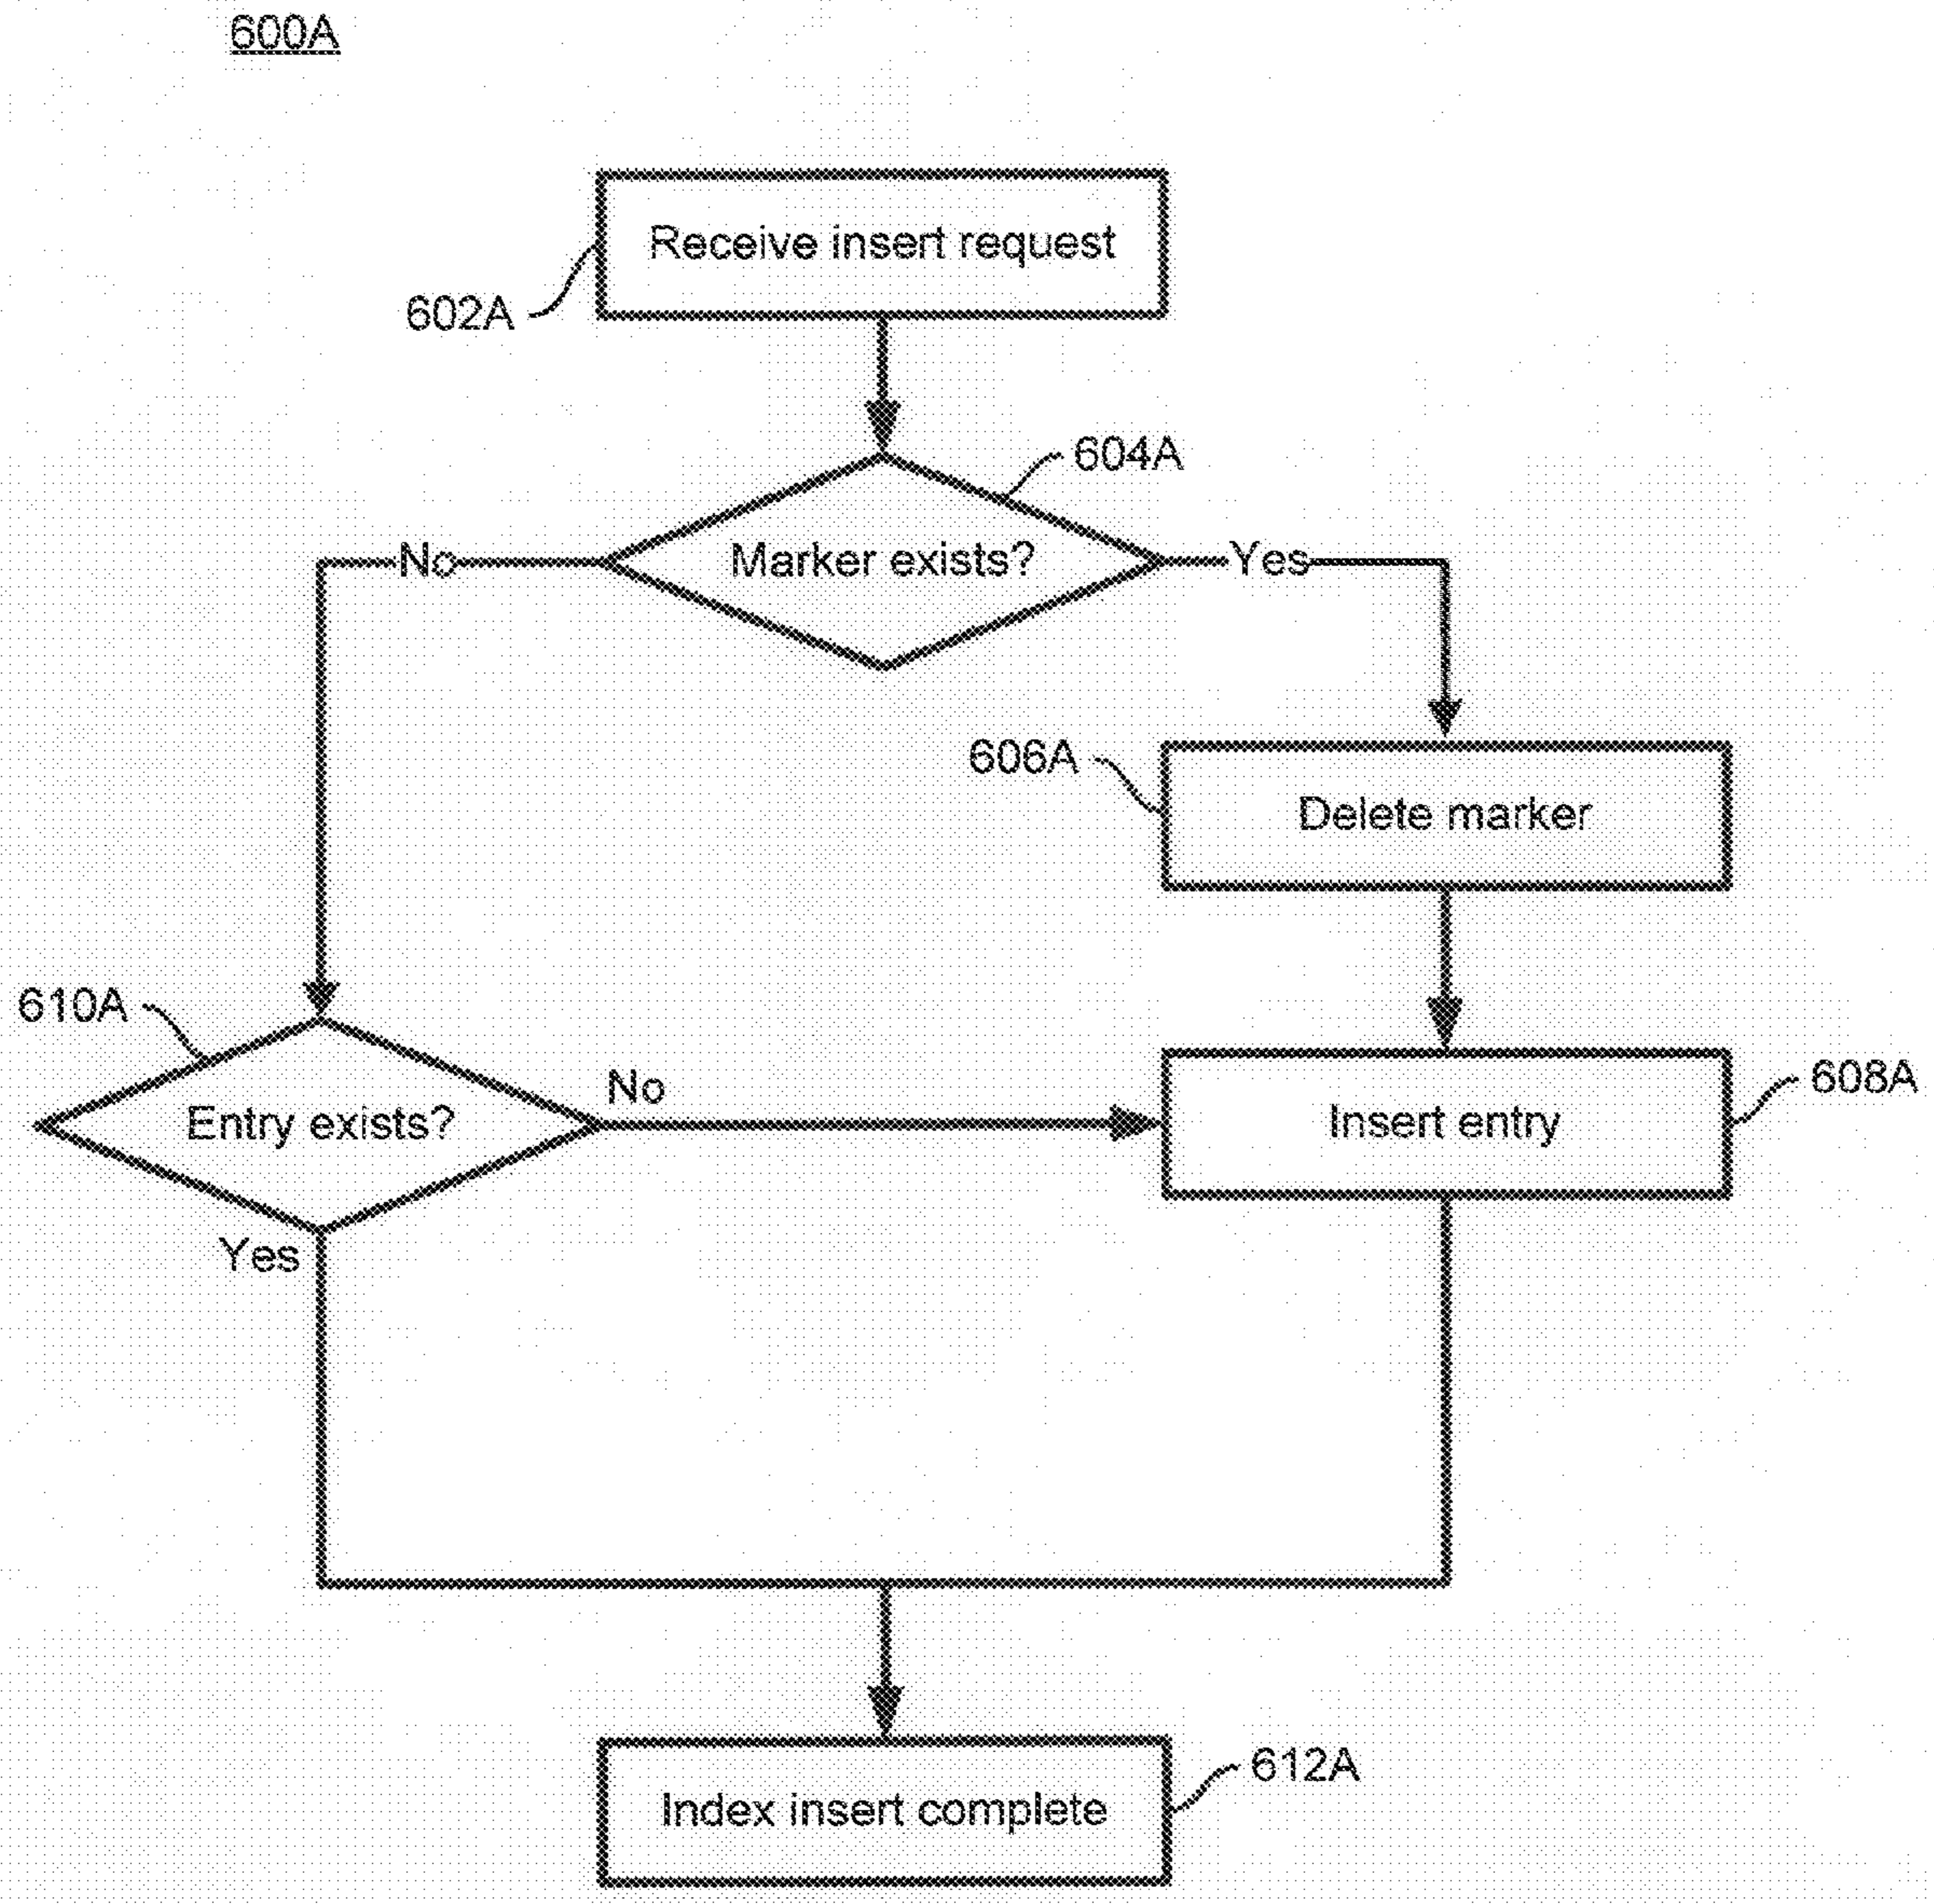 600A
Receive insert request
602A
604A
No
Marker exists?
Yes
606A
Delete marker
610A
No
608A
Entry exists?
Insert entry
Yes
612A
Index insert complete